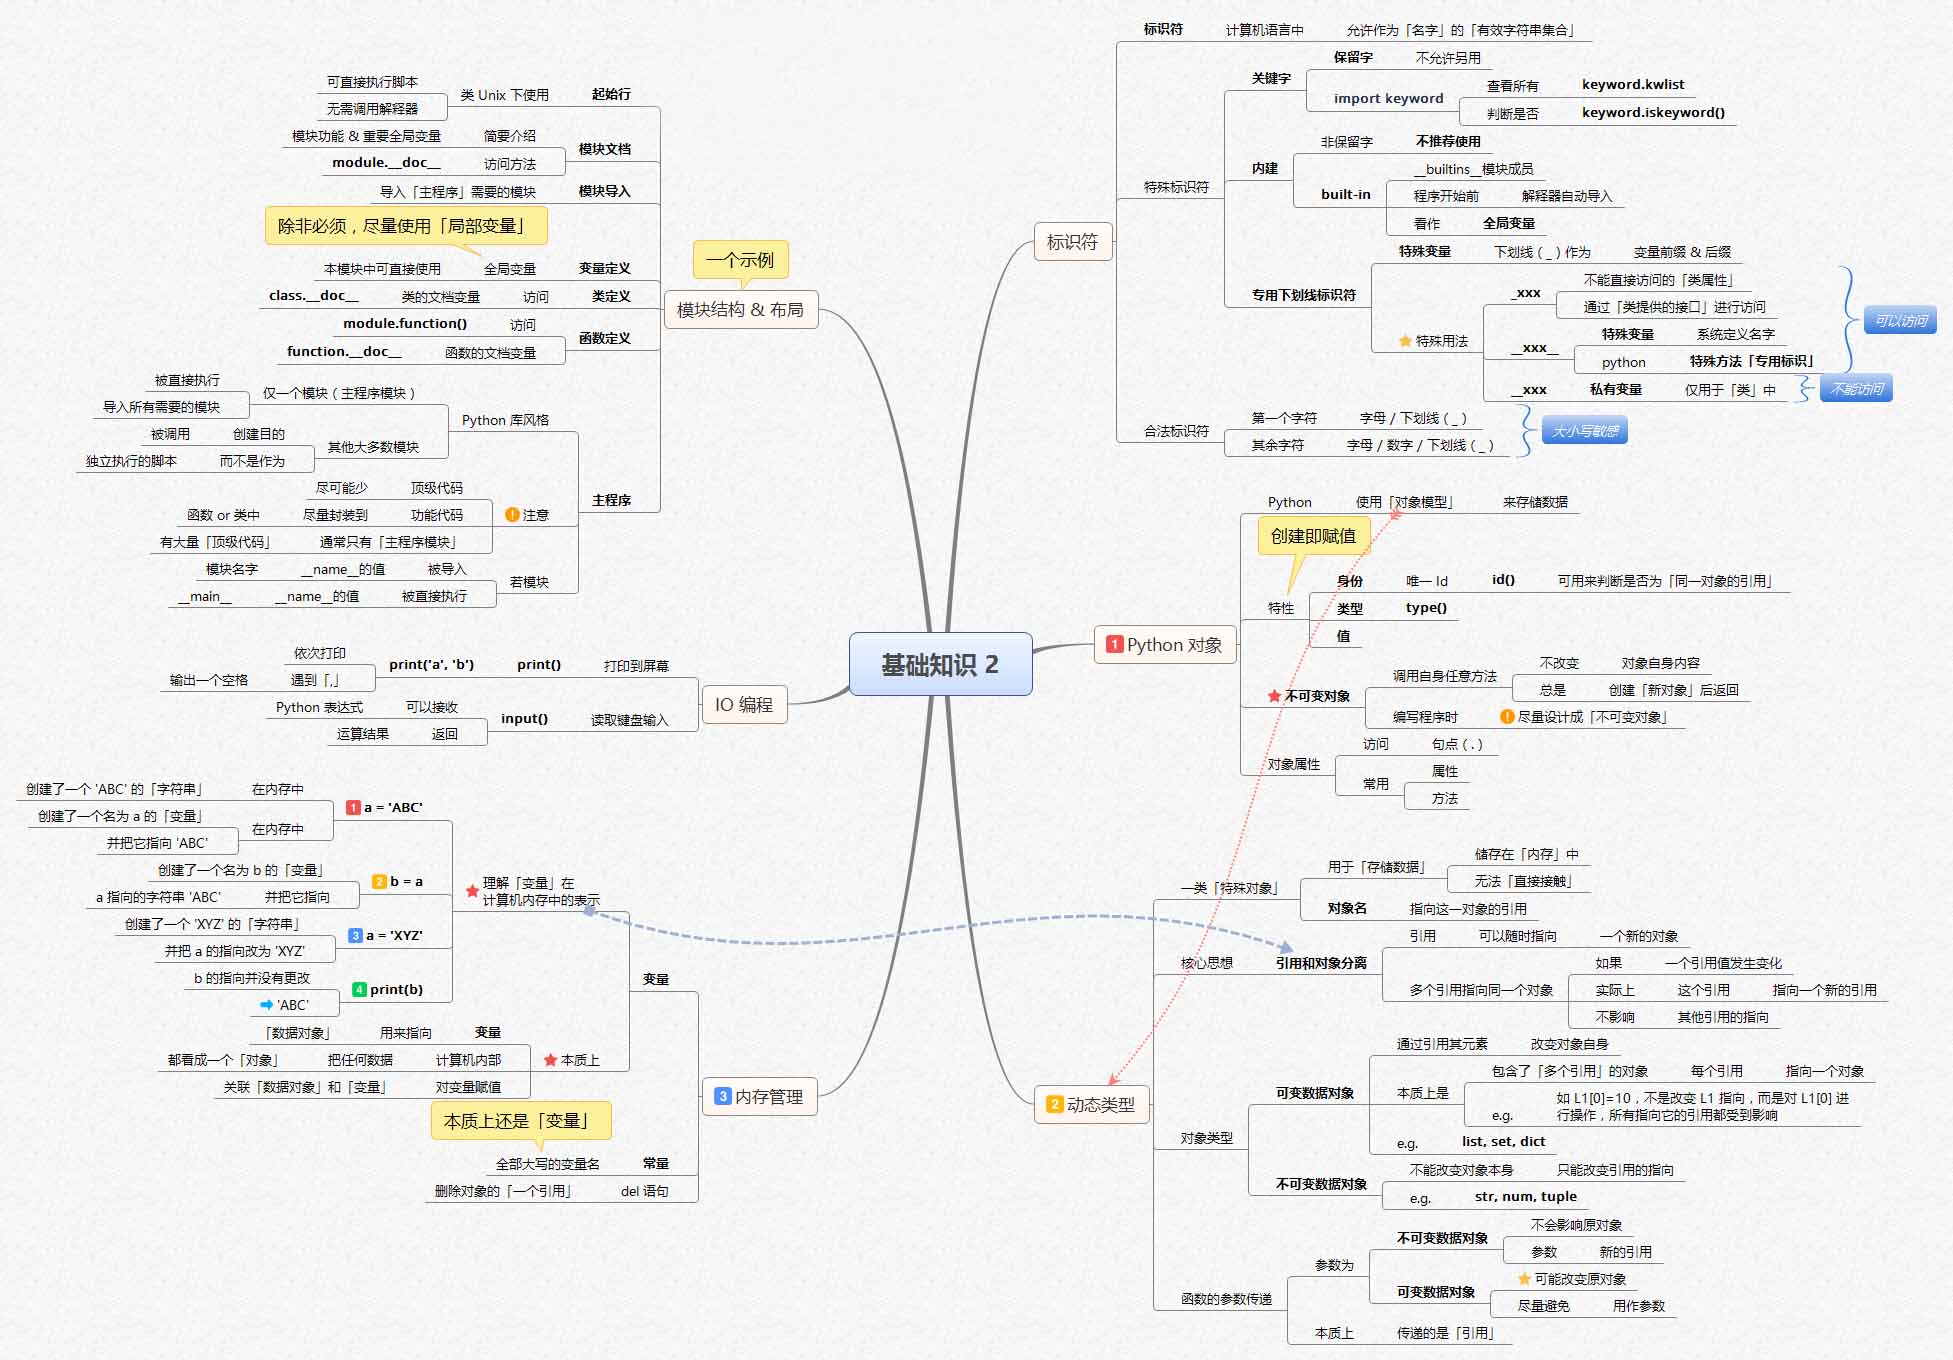 基础知识 2
标识符
标识符 计算机语言中 允许作为「名字」的「有效字符串集合」
特殊标识符
关键字
保留字 不允许另用
import keyword
查看所有 keyword.kwlist
判断是否 keyword.iskeyword()
内建
非保留字 不推荐使用
built-in
__builtins__模块成员
程序开始前 解释器自动导入
看作 全局变量
专用下划线标识符
特殊变量 下划线 ( _ ) 作为 变量前缀 & 后缀
特殊用法
_xxx
不能直接访问的「类属性」
通过「类提供的接口」进行访问
__xxx__
特殊变量 系统定义名字
python 特殊方法「专用标识」
可以访问
__xxx 私有变量 仅用于「类」中
不能访问
合法标识符
第一个字符 字母 / 下划线 ( _ )
其余字符 字母 / 数字 / 下划线 ( _ )
大小写敏感
1 Python 对象
Python 使用「对象模型」 来存储数据
创建即赋值
特性
身份 唯一 Id id() 可用来判断是否为「同一对象的引用」
类型 type()
值
不可变对象
调用自身任意方法
不改变 对象自身内容
总是 创建「新对象」后返回
编写程序时 尽量设计成「不可变对象」
对象属性
访问 句点 ( . )
常用
属性
方法
2 动态类型
一类「特殊对象」
用于「存储数据」
储存在「内存」中
无法「直接接触」
对象名 指向这一对象的引用
核心思想 引用和对象分离
引用 可以随时指向 一个新的对象
多个引用指向同一个对象
如果 一个引用值发生变化
实际上 这个引用 指向一个新的引用
不影响 其他引用的指向
对象类型
可变数据对象
通过引用其元素 改变对象自身
本质上是
包含了「多个引用」的对象 每个引用 指向一个对象
e.g. 如 L1[0]=10，不是改变 L1 指向，而是对 L1[0] 进
行操作，所有指向它的引用都受到影响
e.g. list, set, dict
不可变数据对象
不能改变对象本身 只能改变引用的指向
e.g. str, num, tuple
函数的参数传递
参数为
不可变数据对象
不会影响原对象
参数 新的引用
可变数据对象
可能改变原对象
尽量避免 用作参数
本质上 传递的是「引用」
一个示例
模块结构 & 布局
起始行 类 Unix 下使用
可直接执行脚本
无需调用解释器
模块文档
简要介绍 模块功能 & 重要全局变量
访问方法 module.__doc__
模块导入 导入「主程序」需要的模块
除非必须，尽量使用「局部变量」
变量定义 全局变量 本模块中可直接使用
类定义 访问 类的文档变量 class.__doc__
函数定义
访问 module.function()
函数的文档变量 function.__doc__
主程序
Python 库风格
仅一个模块 ( 主程序模块 )
被直接执行
导入所有需要的模块
其他大多数模块
创建目的 被调用
而不是作为 独立执行的脚本
注意
顶级代码 尽可能少
功能代码 尽量封装到 函数 or 类中
通常只有「主程序模块」 有大量「顶级代码」
若模块
被导入 __name__的值 模块名字
被直接执行 __name__的值 __main__
IO 编程
打印到屏幕 print() print('a', 'b')
依次打印
遇到「,」 输出一个空格
读取键盘输入 input()
可以接收 Python 表达式
返回 运算结果
3 内存管理
变量
理解「变量」在
计算机内存中的表示
1 a = 'ABC'
在内存中 创建了一个 'ABC' 的「字符串」
在内存中
创建了一个名为 a 的「变量」
并把它指向 'ABC'
2 b = a
创建了一个名为 b 的「变量」
并把它指向 a 指向的字符串 'ABC'
3 a = 'XYZ'
创建了一个 'XYZ' 的「字符串」
并把 a 的指向改为 'XYZ'
4 print(b)
b 的指向并没有更改
'ABC'
本质上
变量 用来指向 「数据对象」
计算机内部 把任何数据 都看成一个「对象」
对变量赋值 关联「数据对象」和「变量」
本质上还是「变量」
常量 全部大写的变量名
del 语句 删除对象的「一个引用」